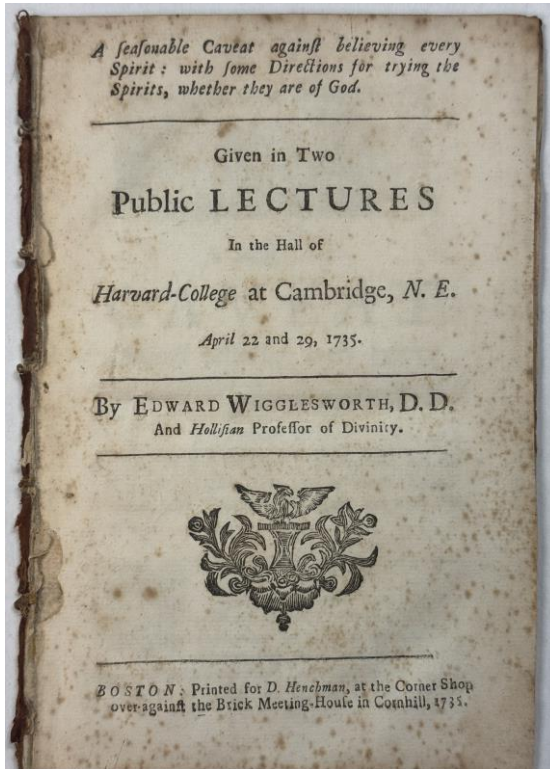 A ſeaſonable Caveat againſt believing every
Spirit: with ſome Directions for trying the
Spirits, whether they are of God.
Given in Two
Public LECTURES
In the Hall of
Harvard-College at Cambridge, N. E.
April 22 and 29, 1735.
By EDWARD WIGGLESWORTH, D. D.
And Holliſian Profeſſor of Divinity.
BOSTON: Printed for D. Henchman, at the Corner Shop
over-againſt the Brick Meeting-Houſe in Cornhill, 1735.